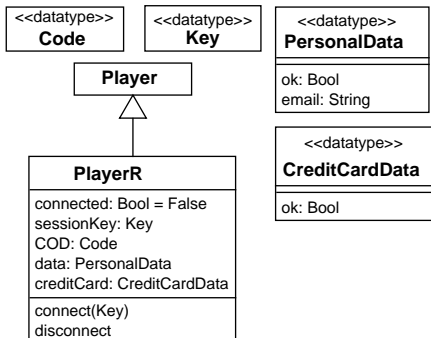 <<datatype>>
Code
<<datatype>>
Key
<<datatype>>
PersonalData
ok: Bool
email: String
Player
<<datatype>>
CreditCardData
ok: Bool
PlayerR
connected: Bool = False
sessionKey: Key
COD: Code
data: PersonalData
creditCard: CreditCardData
connect(Key)
disconnect